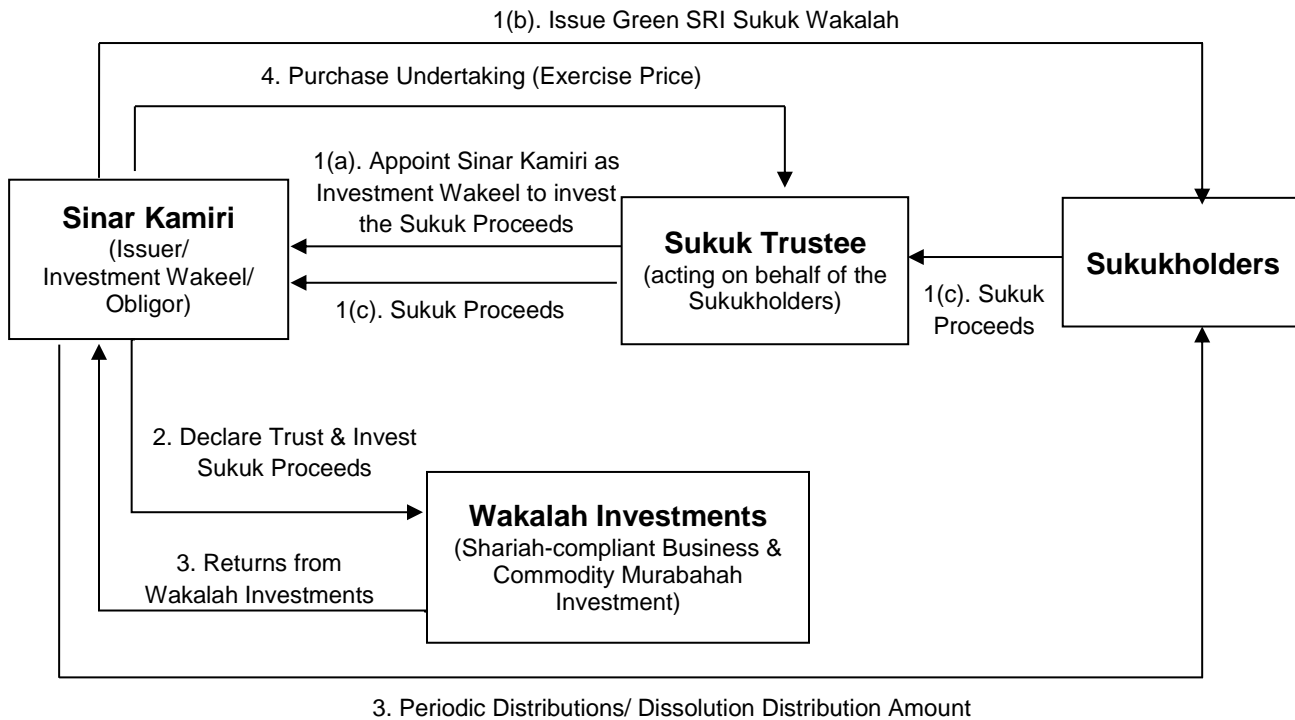 1(b). Issue Green SRI Sukuk Wakalah
4. Purchase Undertaking (Exercise Price)
1(a). Appoint Sinar Kamiri as
Investment Wakeel to invest
the Sukuk Proceeds
Sinar Kamiri
(Issuer/
Investment Wakeel/
Obligor)
Sukuk Trustee
(acting on behalf of the
Sukukholders)
Sukukholders
1(c). Sukuk Proceeds
1(c). Sukuk
Proceeds
2. Declare Trust & Invest
Sukuk Proceeds
Wakalah Investments
(Shariah-compliant Business &
Commodity Murabahah
Investment)
3. Returns from
Wakalah Investments
3. Periodic Distributions/ Dissolution Distribution Amount